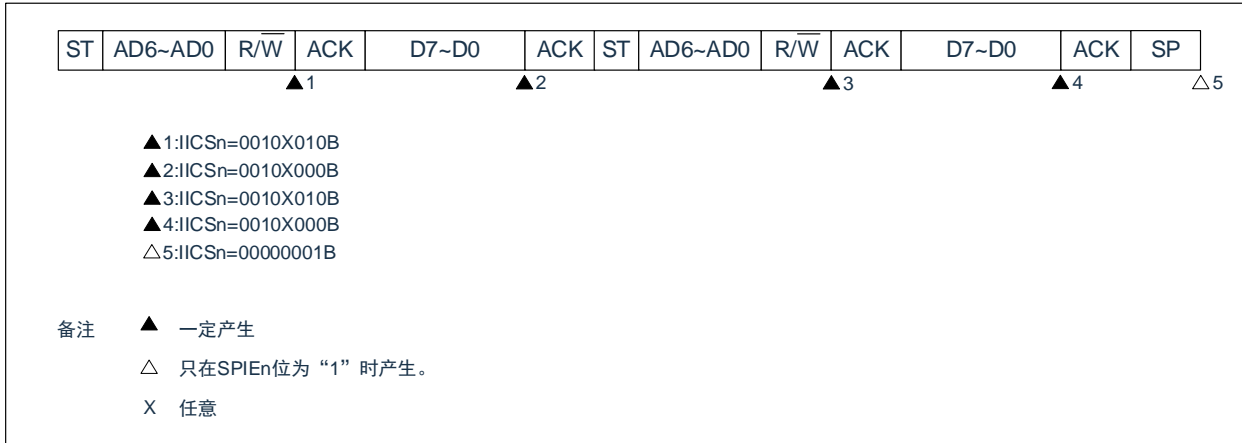 ST AD6~AD0 R/W ACK D7~D0 ACK ST AD6~AD0 R/W ACK D7~D0 ACK SP
▲1 ▲2 ▲3 ▲4 △5
▲1:IICSn=0010X010B
▲2:IICSn=0010X000B
▲3:IICSn=0010X010B
▲4:IICSn=0010X000B
△5:IICSn=00000001B
备注 ▲ 一定产生
△ 只在SPIEn位为“1”时产生。
X 任意